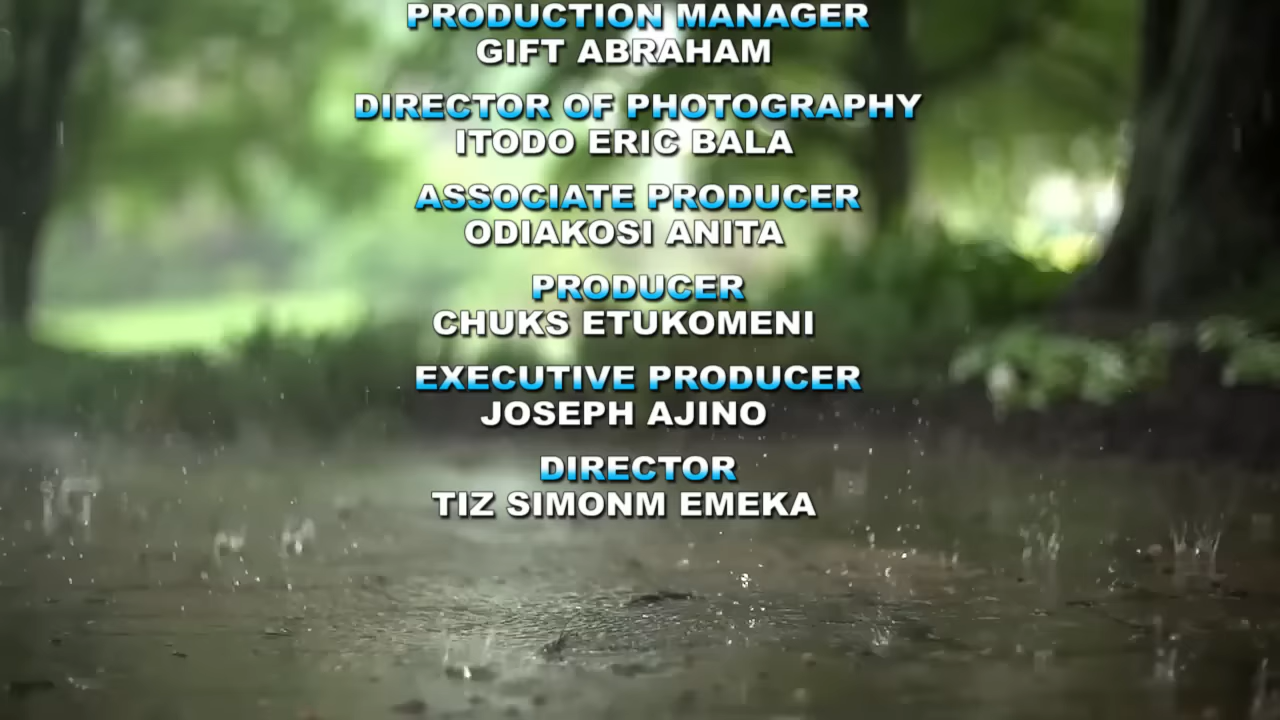 PRODUCTION MANAGER
GIFT ABRAHAM
DIRECTOR OF PHOTOGRAPHY
ITODO ERIC BALA
ASSOCIATE PRODUCER
ODIAKOSI ANITA
PRODUCER
CHUKS ETUKOMENI
EXECUTIVE PRODUCER
JOSEPH AJINO
DIRECTOR
TIZ SIMONM EMEKA